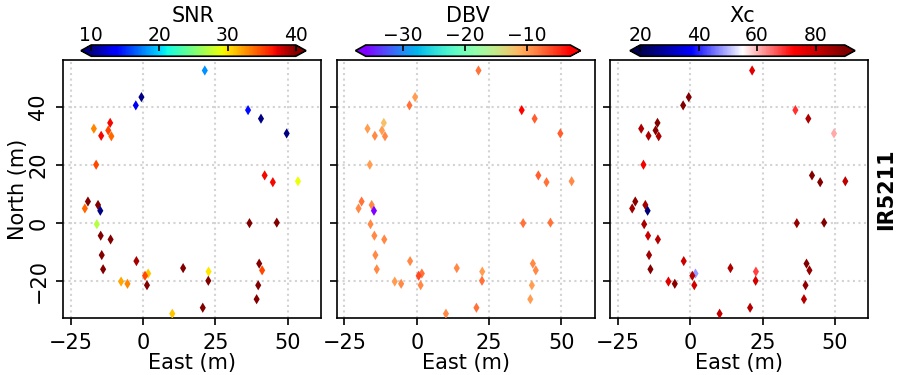 SNR DBV Xc
10 20 30 40 −30 −20 −10 20 40 60 80
North (m)
40
20
0
−20
−25 0 25 50 −25 0 25 50 −25 0 25 50
East (m) East (m) East (m)
IR5211